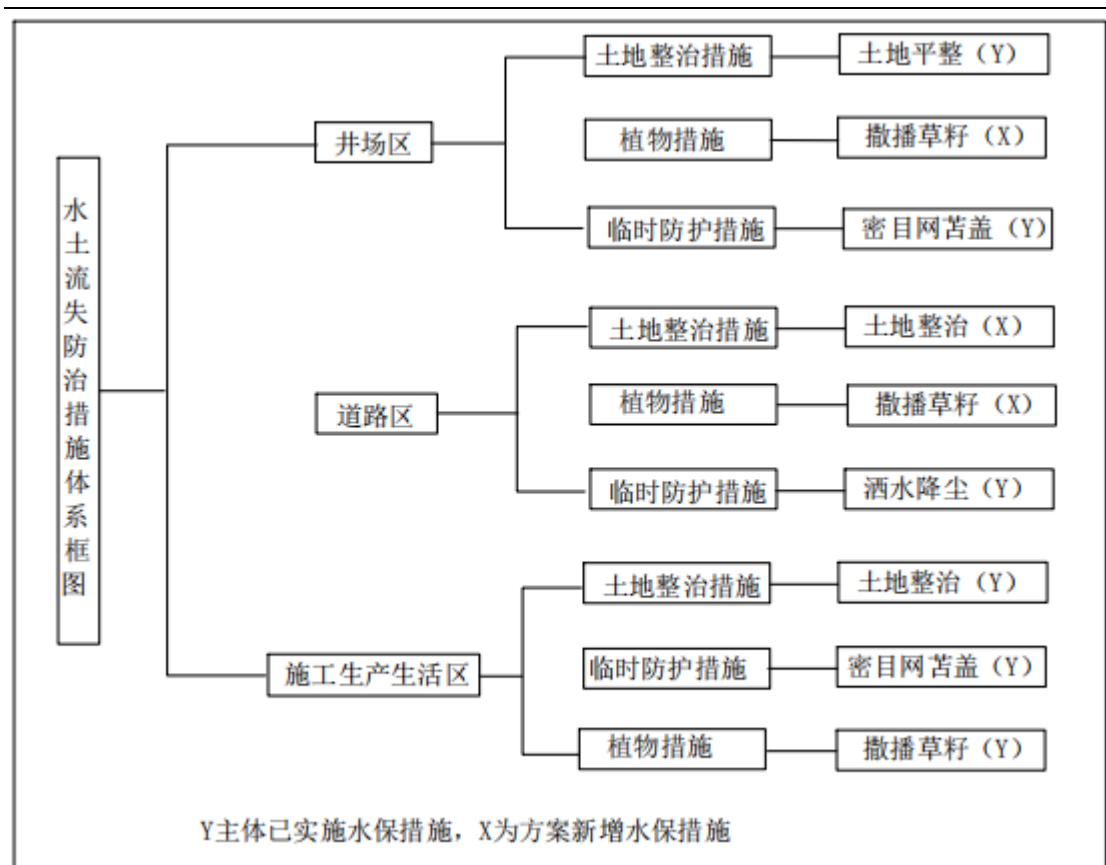 水土流失防治措施体系框图
井场区
土地整治措施
土地平整（Y）
植物措施
撒播草籽（X）
临时防护措施
密目网苫盖（Y）
道路区
土地整治措施
土地整治（X）
植物措施
撒播草籽（X）
临时防护措施
洒水降尘（Y）
施工生产生活区
土地整治措施
土地整治（Y）
临时防护措施
密目网苫盖（Y）
植物措施
撒播草籽（Y）
Y主体已实施水保措施，X为方案新增水保措施